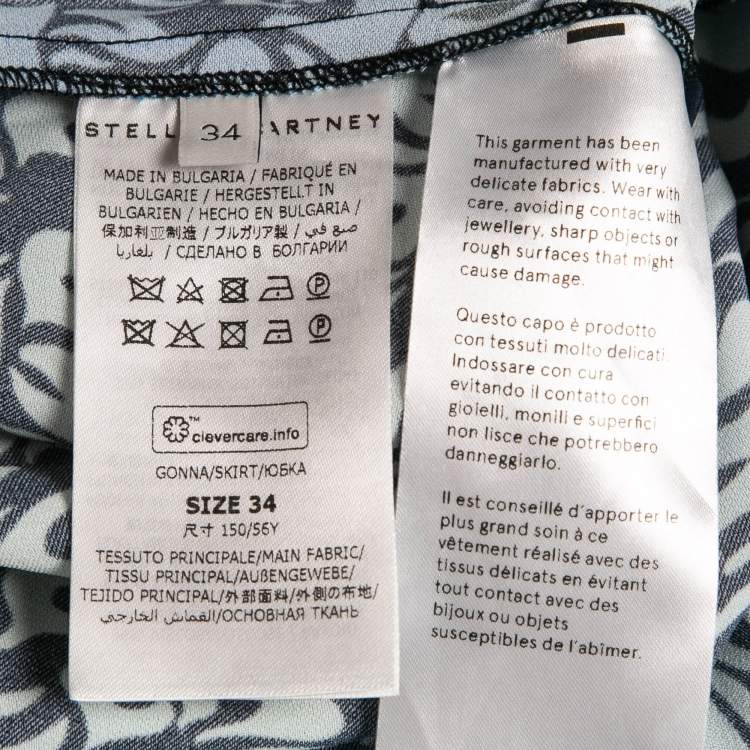 STELL
34
ARTNEY
MADE IN BULGARIA / FABRIQUÉ EN
BULGARIE / HERGESTELLT IN
BULGARIEN / HECHO EN BULGARIA /
保加利亚制造 / ブルガリア製 / صنع في
بلغاريا / СДЕЛАНО В БОЛГАРИИ
P
P
™
clevercare.info
GONNA/SKIRT/ЮБКА
SIZE 34
尺寸 150/56Y
TESSUTO PRINCIPALE/MAIN FABRIC/
TISSU PRINCIPAL/AUßENGEWEBE/
TEJIDO PRINCIPAL/外部面料/外側の布地/
القماش الخارجي/ОСНОВНАЯ ТКАНЬ
This garment has been
manufactured with very
delicate fabrics. Wear with
care, avoiding contact with
jewellery, sharp objects or
rough surfaces that might
cause damage.
Questo capo è prodotto
con tessuti molto delicati.
Indossare con cura
evitando il contatto con
gioielli, monili e superfici
non lisce che potrebbero
danneggiarlo.
Il est conseillé d'apporter le
plus grand soin à ce
vêtement réalisé avec des
tissus délicats en évitant
tout contact avec des
bijoux ou objets
susceptibles de l'abîmer.